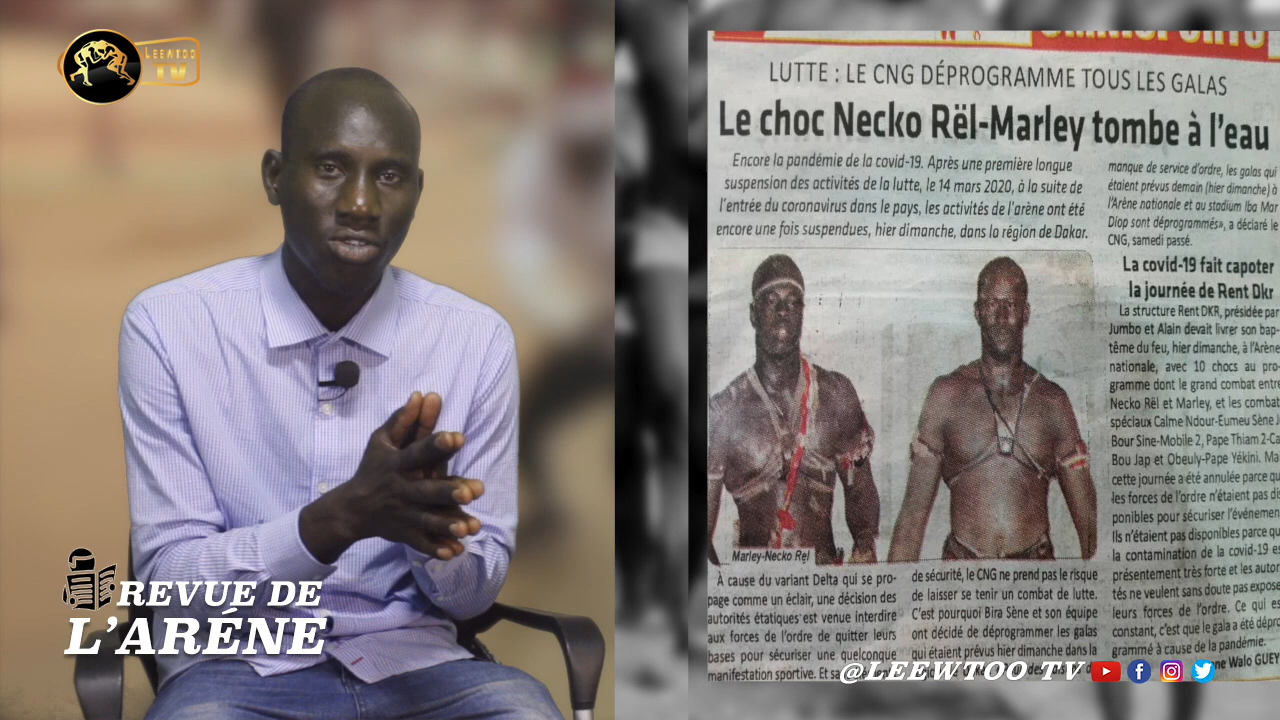 LEEWTOO
TV
REVUE DE
L'ARÉNE
LUTTE : LE CNG DÉPROGRAMME TOUS LES GALAS
Le choc Necko Rël-Marley tombe à l'eau
Encore la pandémie de la covid-19. Après une première longue
suspension des activités de la lutte, le 14 mars 2020, à la suite de
l'entrée du coronavirus dans le pays, les activités de l'arène ont été
encore une fois suspendues, hier dimanche, dans la région de Dakar.
Marley-Necko Rel
À cause du variant Delta qui se pro-
page comme un éclair, une décision des
autorités étatiques est venue interdire
aux forces de l'ordre de quitter leurs
bases pour sécuriser une quelconque
manifestation sportive. Et
de sécurité, le CNG ne prend pas le risque
de laisser se tenir un combat de lutte.
C'est pourquoi Bira Sène et son équipe
ont décidé de déprogrammer les galas
qui étaient prévus hier dimanche dans la
manque de service d'ordre, les galas qui
étaient prévus demain (hier dimanche) à
l'Arène nationale et au stadium Iba Mar
Diop sont déprogrammés», a déclaré le
CNG, samedi passé.
La covid-19 fait capoter
la journée de Rent Dkr
La structure Rent DKR, présidée par
Jumbo et Alain devait livrer son bap-
tême du feu, hier dimanche, à l'Arène
nationale, avec 10 chocs au pro-
gramme dont le grand combat entre
Necko Rël et Marley, et les combat
spéciaux Calme Ndour-Eumeu Sène J
Bour Sine-Mobile 2, Pape Thiam 2-Ca
Bou Jap et Obeuly-Pape Yékini. Ma
cette journée a été annulée parce qu
les forces de l'ordre n'étaient pas dis
ponibles pour sécuriser l'événemen
Ils n'étaient pas disponibles parce qu
la contamination de la covid-19 es
présentement très forte et les autor
tés ne veulent sans doute pas expose
leurs forces de l'ordre. Ce qui es
constant, c'est que le gala a été dépro
grammé à cause de la pandémie.
ne Walo GUEY
@LEEWTOO TV